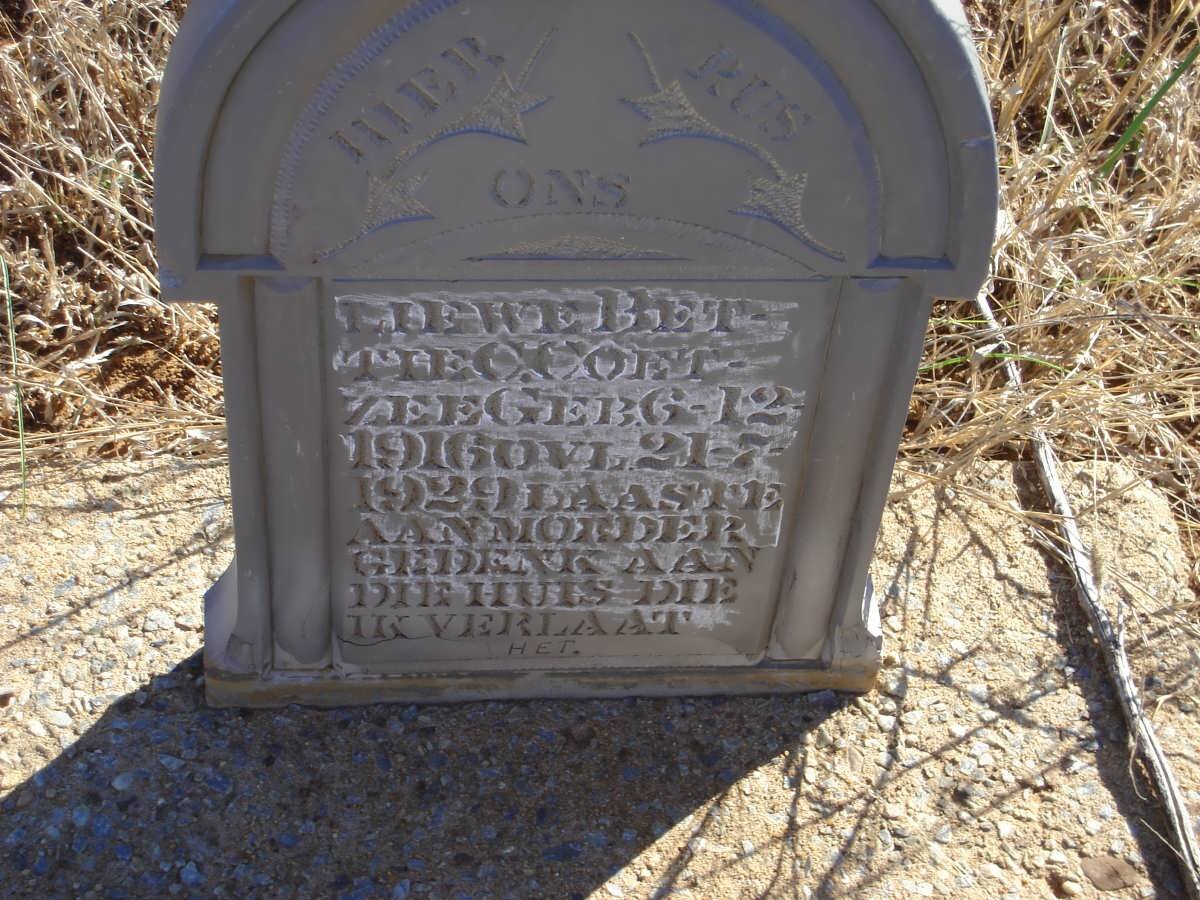 HIER RUS
ONS
LIEWE HET-
TIE C COET-
ZEE GEB 6-12
1916 OVL 21-7-
1929 LAASTE
AAN MOEDER
GEDENK AAN
DIE HUIS DIE
IK VERLAAT
HET.